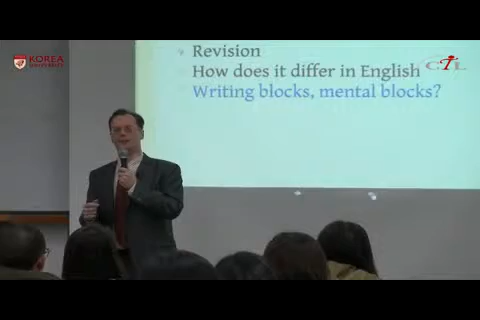 KOREA
UNIVERSITY
Revision
How does it differ in English
Writing blocks, mental blocks?
CTL